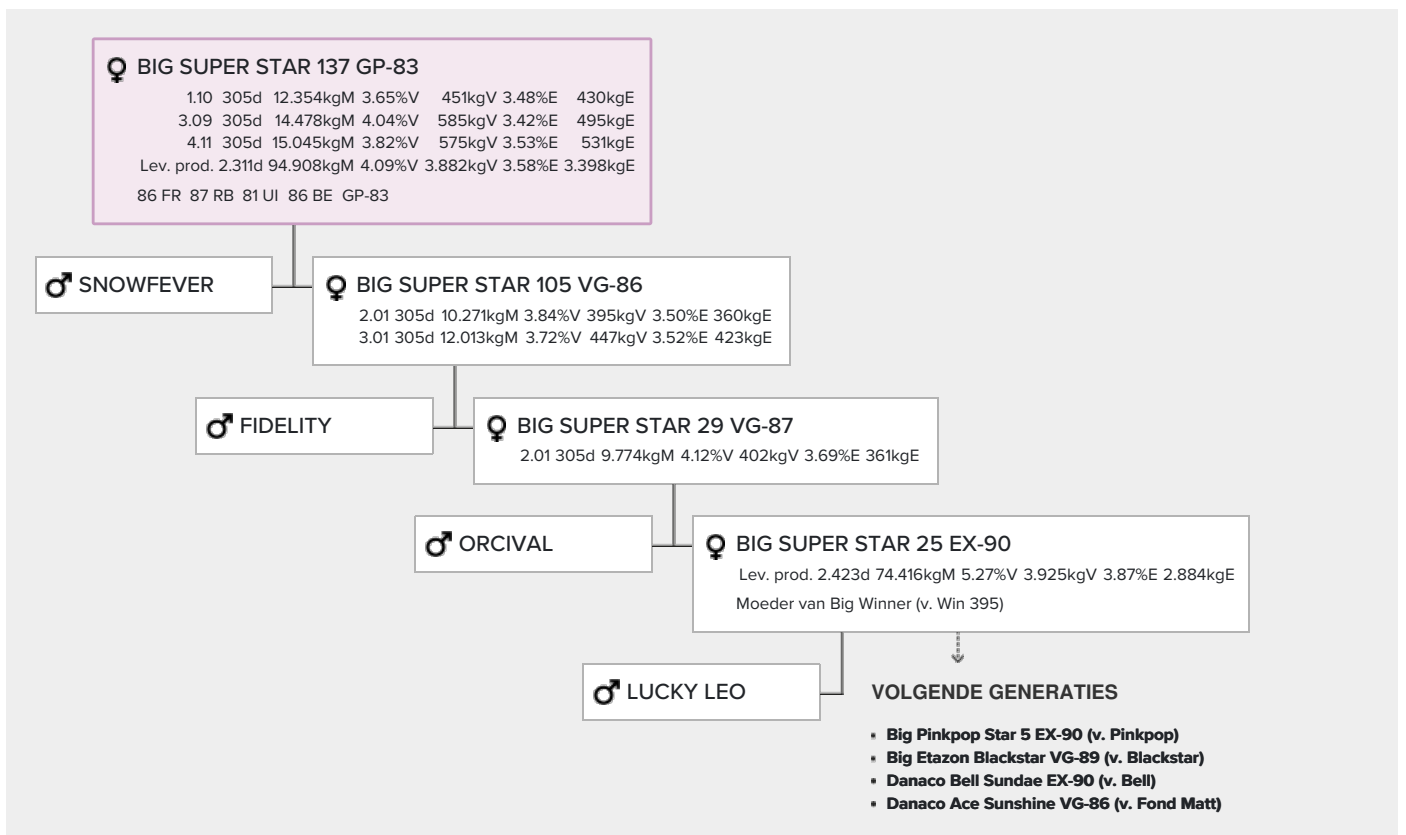 BIG SUPER STAR 137 GP-83
1.10 305d 12.354kgM 3.65%V 451kgV 3.48%E 430kgE
3.09 305d 14.478kgM 4.04%V 585kgV 3.42%E 495kgE
4.11 305d 15.045kgM 3.82%V 575kgV 3.53%E 531kgE
Lev. prod. 2.311d 94.908kgM 4.09%V 3.882kgV 3.58%E 3.398kgE
86 FR 87 RB 81 UI 86 BE GP-83
SNOWFEVER
BIG SUPER STAR 105 VG-86
2.01 305d 10.271kgM 3.84%V 395kgV 3.50%E 360kgE
3.01 305d 12.013kgM 3.72%V 447kgV 3.52%E 423kgE
FIDELITY
BIG SUPER STAR 29 VG-87
2.01 305d 9.774kgM 4.12%V 402kgV 3.69%E 361kgE
ORCIVAL
BIG SUPER STAR 25 EX-90
Lev. prod. 2.423d 74.416kgM 5.27%V 3.925kgV 3.87%E 2.884kgE
Moeder van Big Winner (v. Win 395)
LUCKY LEO
VOLGENDE GENERATIES
• Big Pinkpop Star 5 EX-90 (v. Pinkpop)
• Big Etazon Blackstar VG-89 (v. Blackstar)
• Danaco Bell Sundae EX-90 (v. Bell)
• Danaco Ace Sunshine VG-86 (v. Fond Matt)